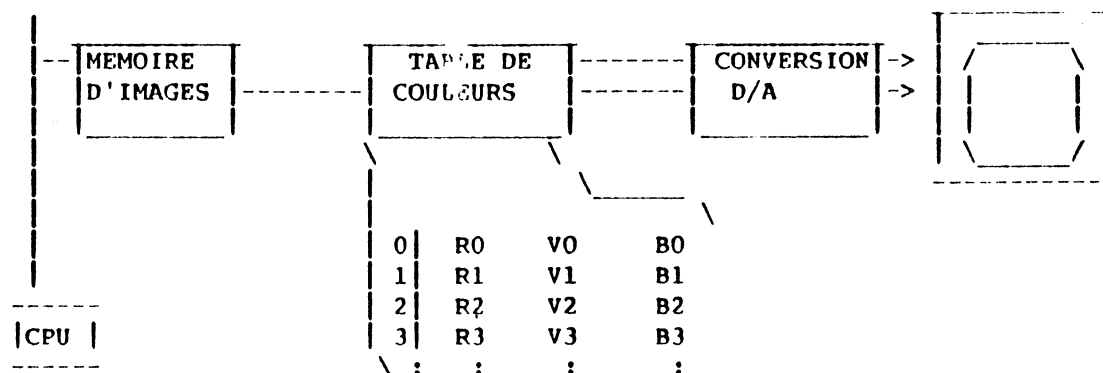 MEMOIRE TABLE DE CONVERSION
D'IMAGES COULEURS D/A
0 R0 V0 B0
1 R1 V1 B1
2 R2 V2 B2
CPU 3 R3 V3 B3